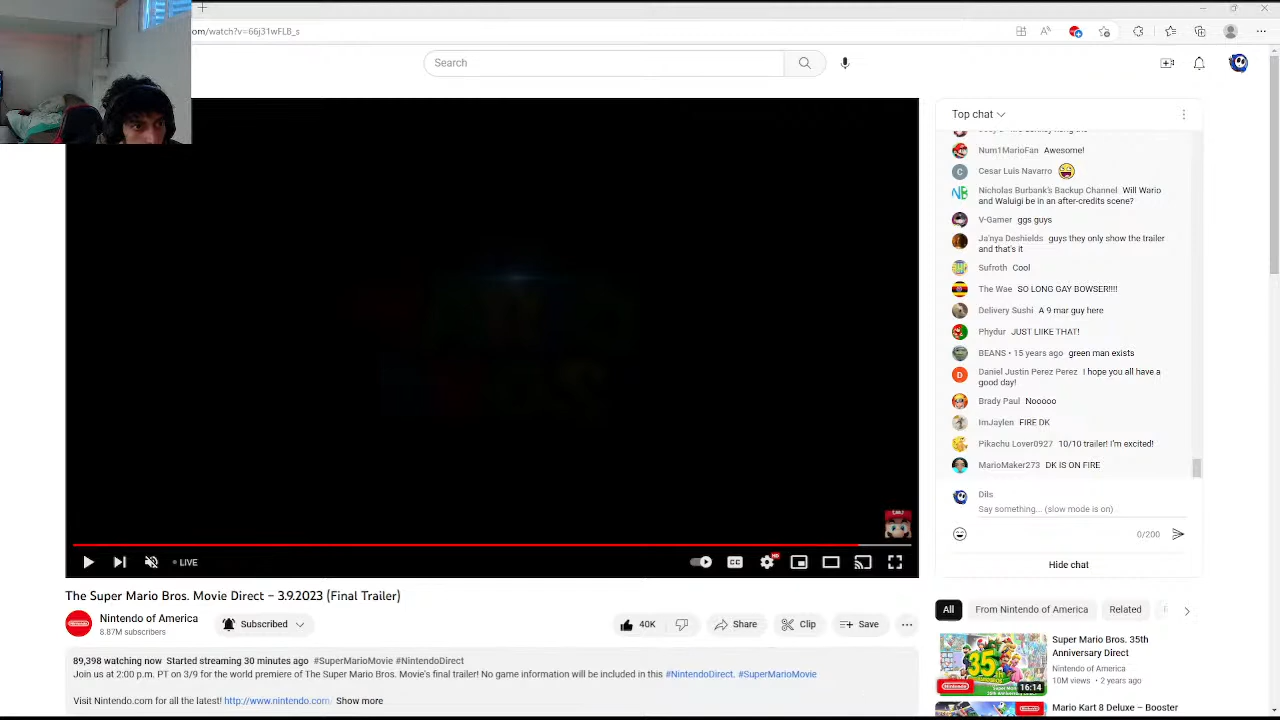 om/watch?v=66j31wFLB_s
Search
Top chat
Num1MarioFan Awesome!
Cesar Luis Navarro
Nicholas Burbank's Backup Channel Will Wario
and Waluigi be in an after-credits scene?
V-Gamer ggs guys
Ja'nya Deshields guys they only show the trailer
and that's it
Sufroth Cool
The Wae SO LONG GAY BOWSER!!!!
Delivery Sushi A 9 mar guy here
Phydur JUST LIIKE THAT!
BEANS • 15 years ago green man exists
Daniel Justin Perez Perez I hope you all have a
good day!
Brady Paul Nooooo
ImJaylen FIRE DK
Pikachu Lover0927 10/10 trailer! I'm excited!
MarioMaker273 DK IS ON FIRE
Dils
Say something... (slow mode is on)
0/200
Hide chat
LIVE
CC
HD
The Super Mario Bros. Movie Direct – 3.9.2023 (Final Trailer)
Nintendo of America
8.87M subscribers
Subscribed
40K
Share
Clip
Save
89,398 watching now Started streaming 30 minutes ago #SuperMarioMovie #NintendoDirect
Join us at 2:00 p.m. PT on 3/9 for the world premiere of The Super Mario Bros. Movie's final trailer! No game information will be included in this #NintendoDirect. #SuperMarioMovie
Visit Nintendo.com for all the latest! http://www.nintendo.com Show more
All
From Nintendo of America
Related
Super Mario Bros. 35th
Anniversary Direct
Nintendo of America
10M views • 2 years ago
16:14
Mario Kart 8 Deluxe – Booster